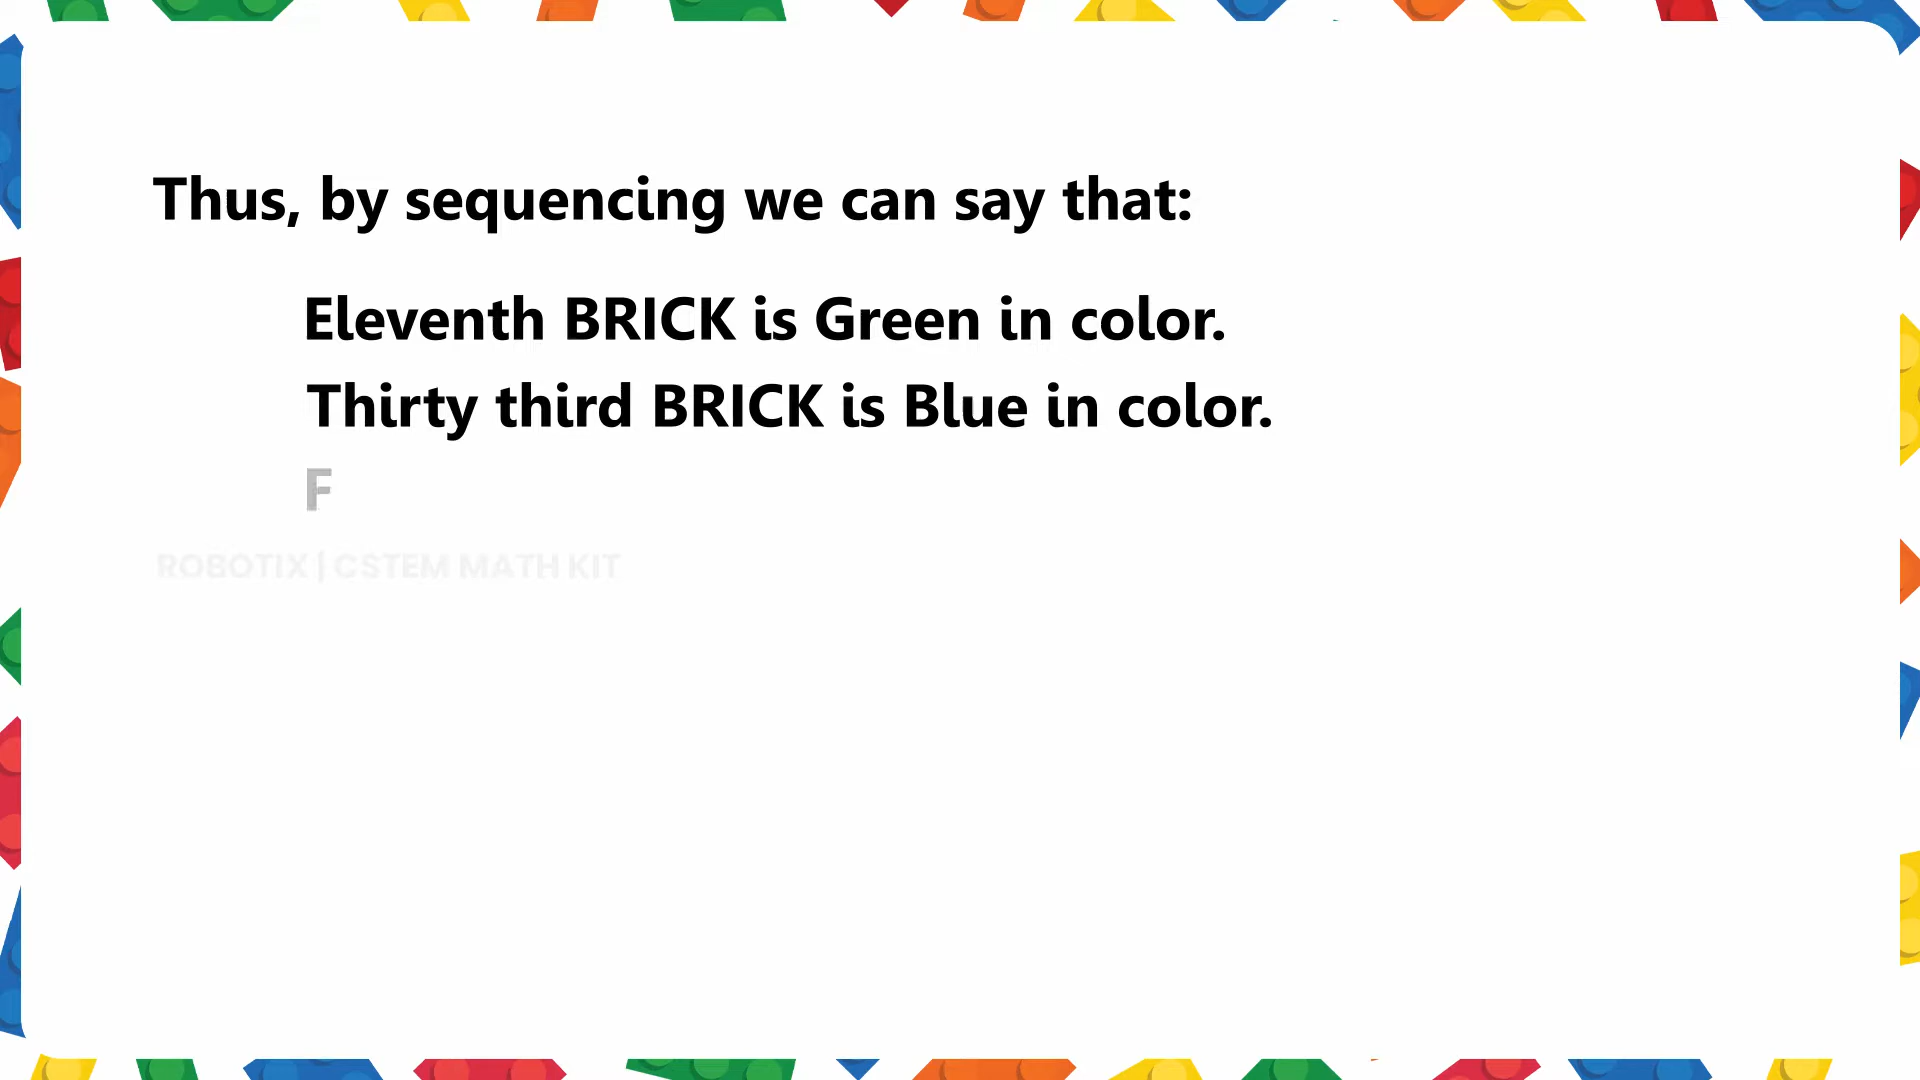 Thus, by sequencing we can say that:
Eleventh BRICK is Green in color.
Thirty third BRICK is Blue in color.
F
ROBOTIX | CSTEM MATH KIT